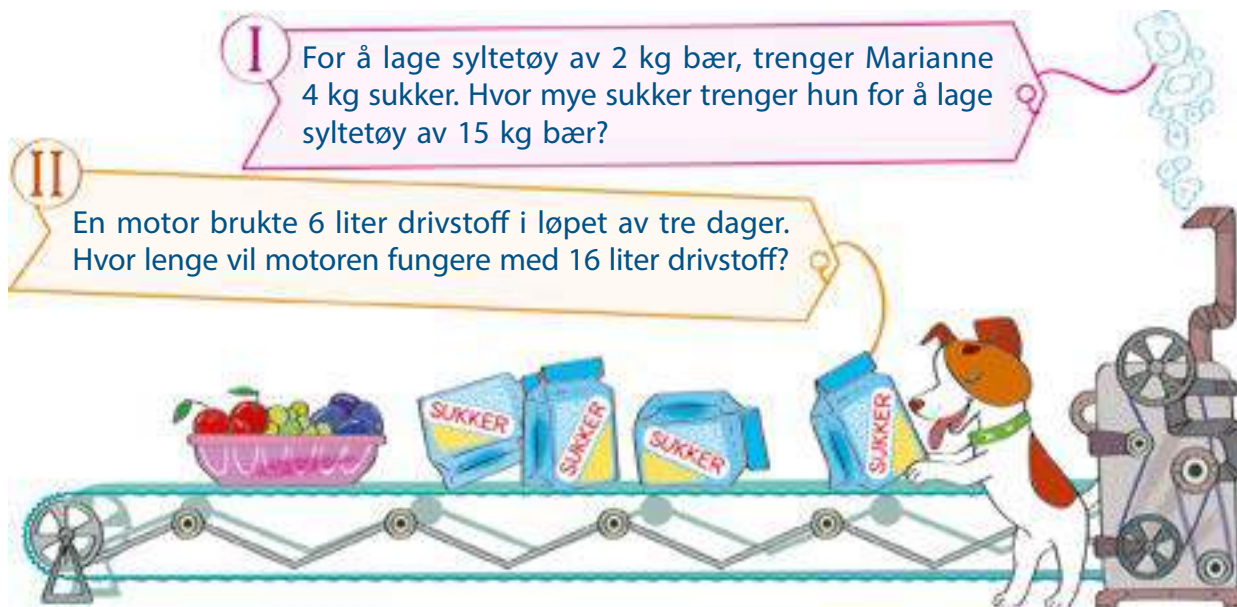 I
For å lage syltetøy av 2 kg bær, trenger Marianne
4 kg sukker. Hvor mye sukker trenger hun for å lage
syltetøy av 15 kg bær?
II
En motor brukte 6 liter drivstoff i løpet av tre dager.
Hvor lenge vil motoren fungere med 16 liter drivstoff?
SUKKER
SUKKER
SUKKER
SUKKER